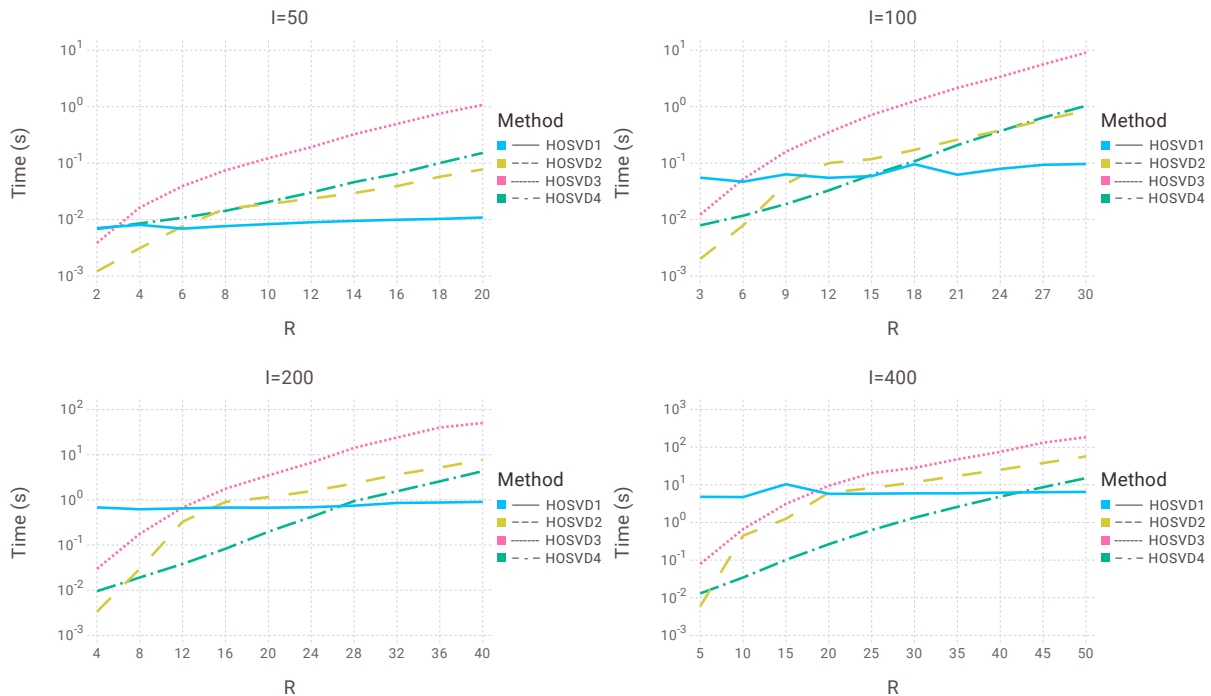 I=50
Time (s)
10^1
10^0
10^-1
10^-2
10^-3
2 4 6 8 10 12 14 16 18 20
R
Method
HOSVD1
HOSVD2
HOSVD3
HOSVD4
I=100
Time (s)
10^1
10^0
10^-1
10^-2
10^-3
3 6 9 12 15 18 21 24 27 30
R
Method
HOSVD1
HOSVD2
HOSVD3
HOSVD4
I=200
Time (s)
10^2
10^1
10^0
10^-1
10^-2
10^-3
4 8 12 16 20 24 28 32 36 40
R
Method
HOSVD1
HOSVD2
HOSVD3
HOSVD4
I=400
Time (s)
10^3
10^2
10^1
10^0
10^-1
10^-2
10^-3
5 10 15 20 25 30 35 40 45 50
R
Method
HOSVD1
HOSVD2
HOSVD3
HOSVD4